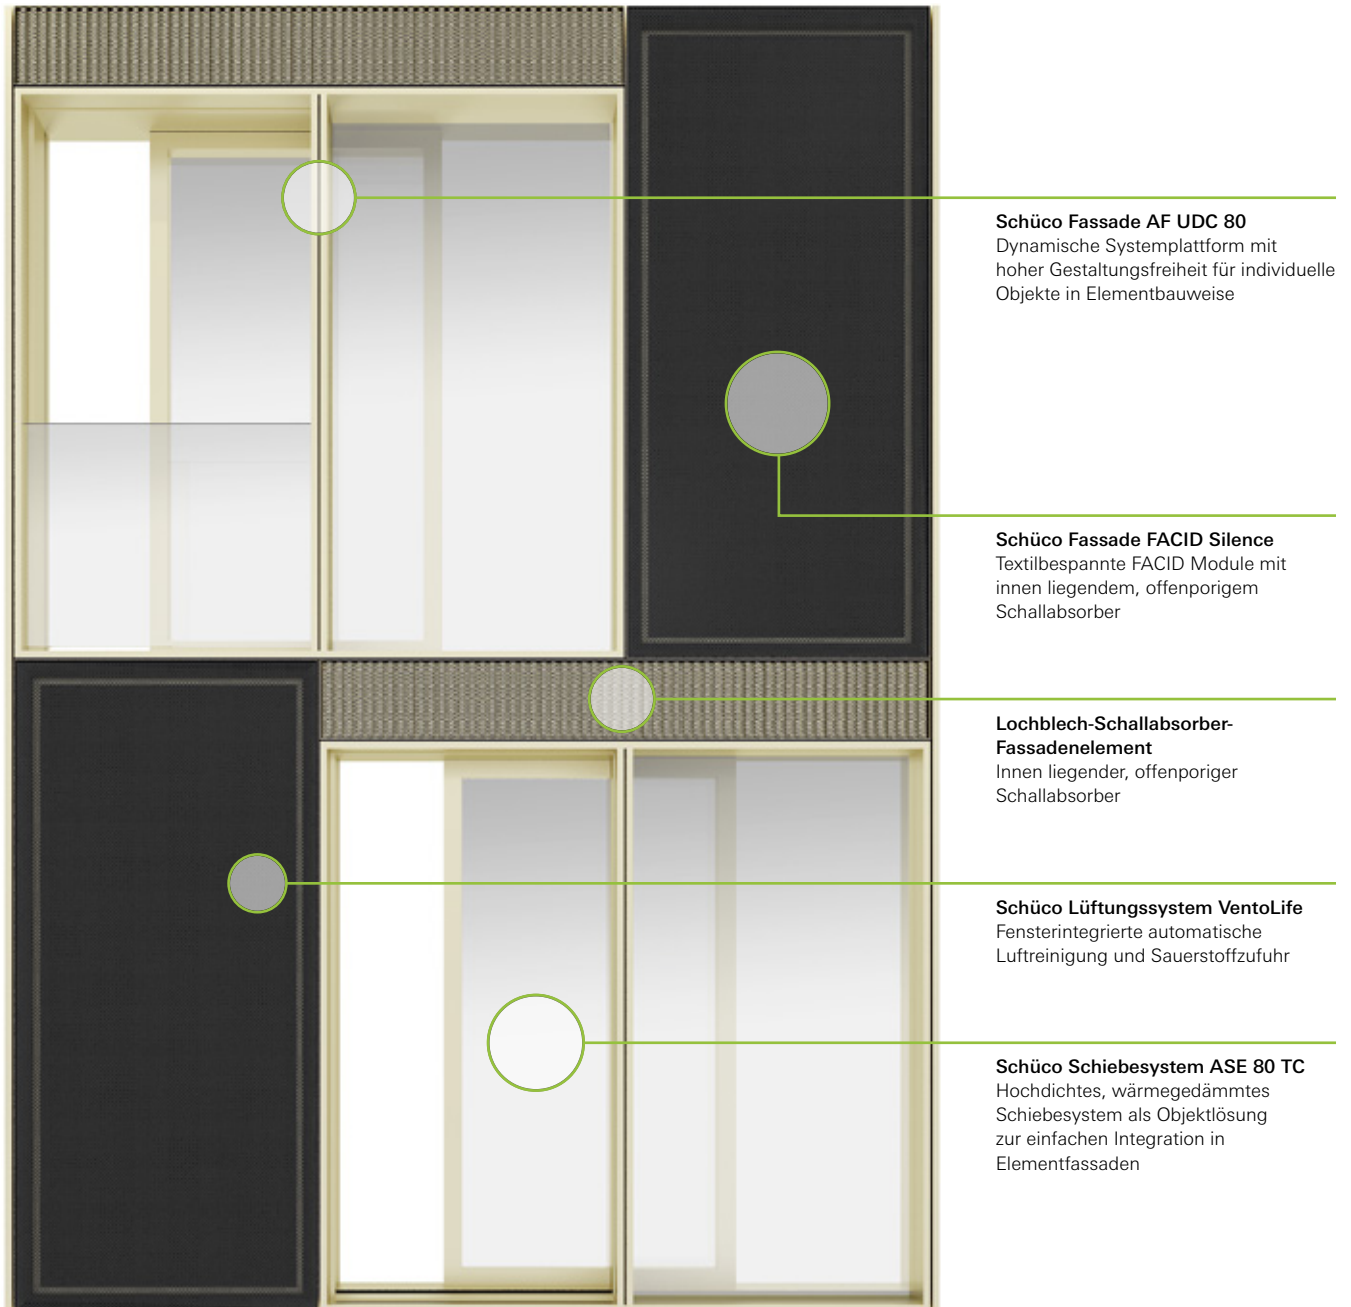 Schüco Fassade AF UDC 80
Dynamische Systemplattform mit
hoher Gestaltungsfreiheit für individuelle
Objekte in Elementbauweise
Schüco Fassade FACID Silence
Textilbespannte FACID Module mit
innen liegendem, offenporigem
Schallabsorber
Lochblech-Schallabsorber-
Fassadenelement
Innen liegender, offenporiger
Schallabsorber
Schüco Lüftungssystem VentoLife
Fensterintegrierte automatische
Luftreinigung und Sauerstoffzufuhr
Schüco Schiebesystem ASE 80 TC
Hochdichtes, wärmegedämmtes
Schiebesystem als Objektlösung
zur einfachen Integration in
Elementfassaden